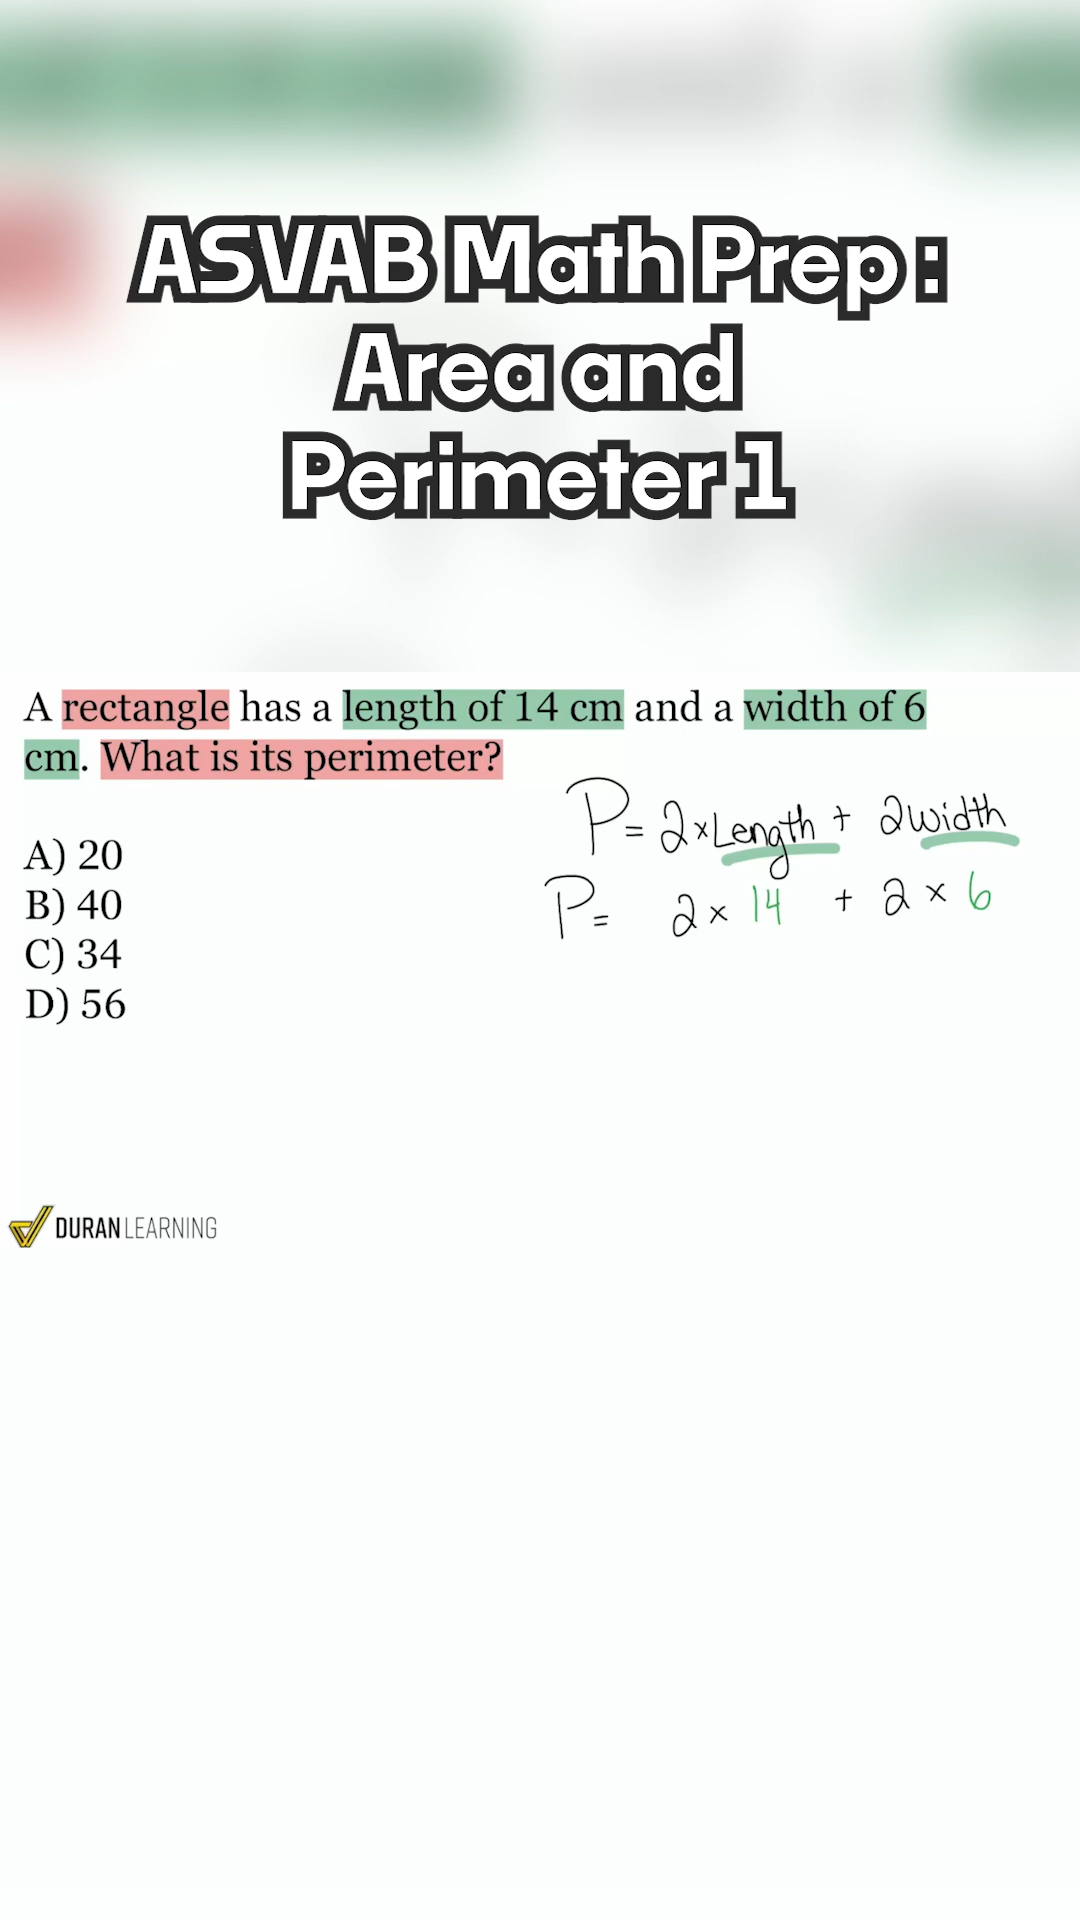 ASVAB Math Prep :
Area and
Perimeter 1
A rectangle has a length of 14 cm and a width of 6
cm. What is its perimeter?
P= 2×Length + 2width
P= 2 × 14 + 2 × 6
A) 20
B) 40
C) 34
D) 56
DURAN LEARNING